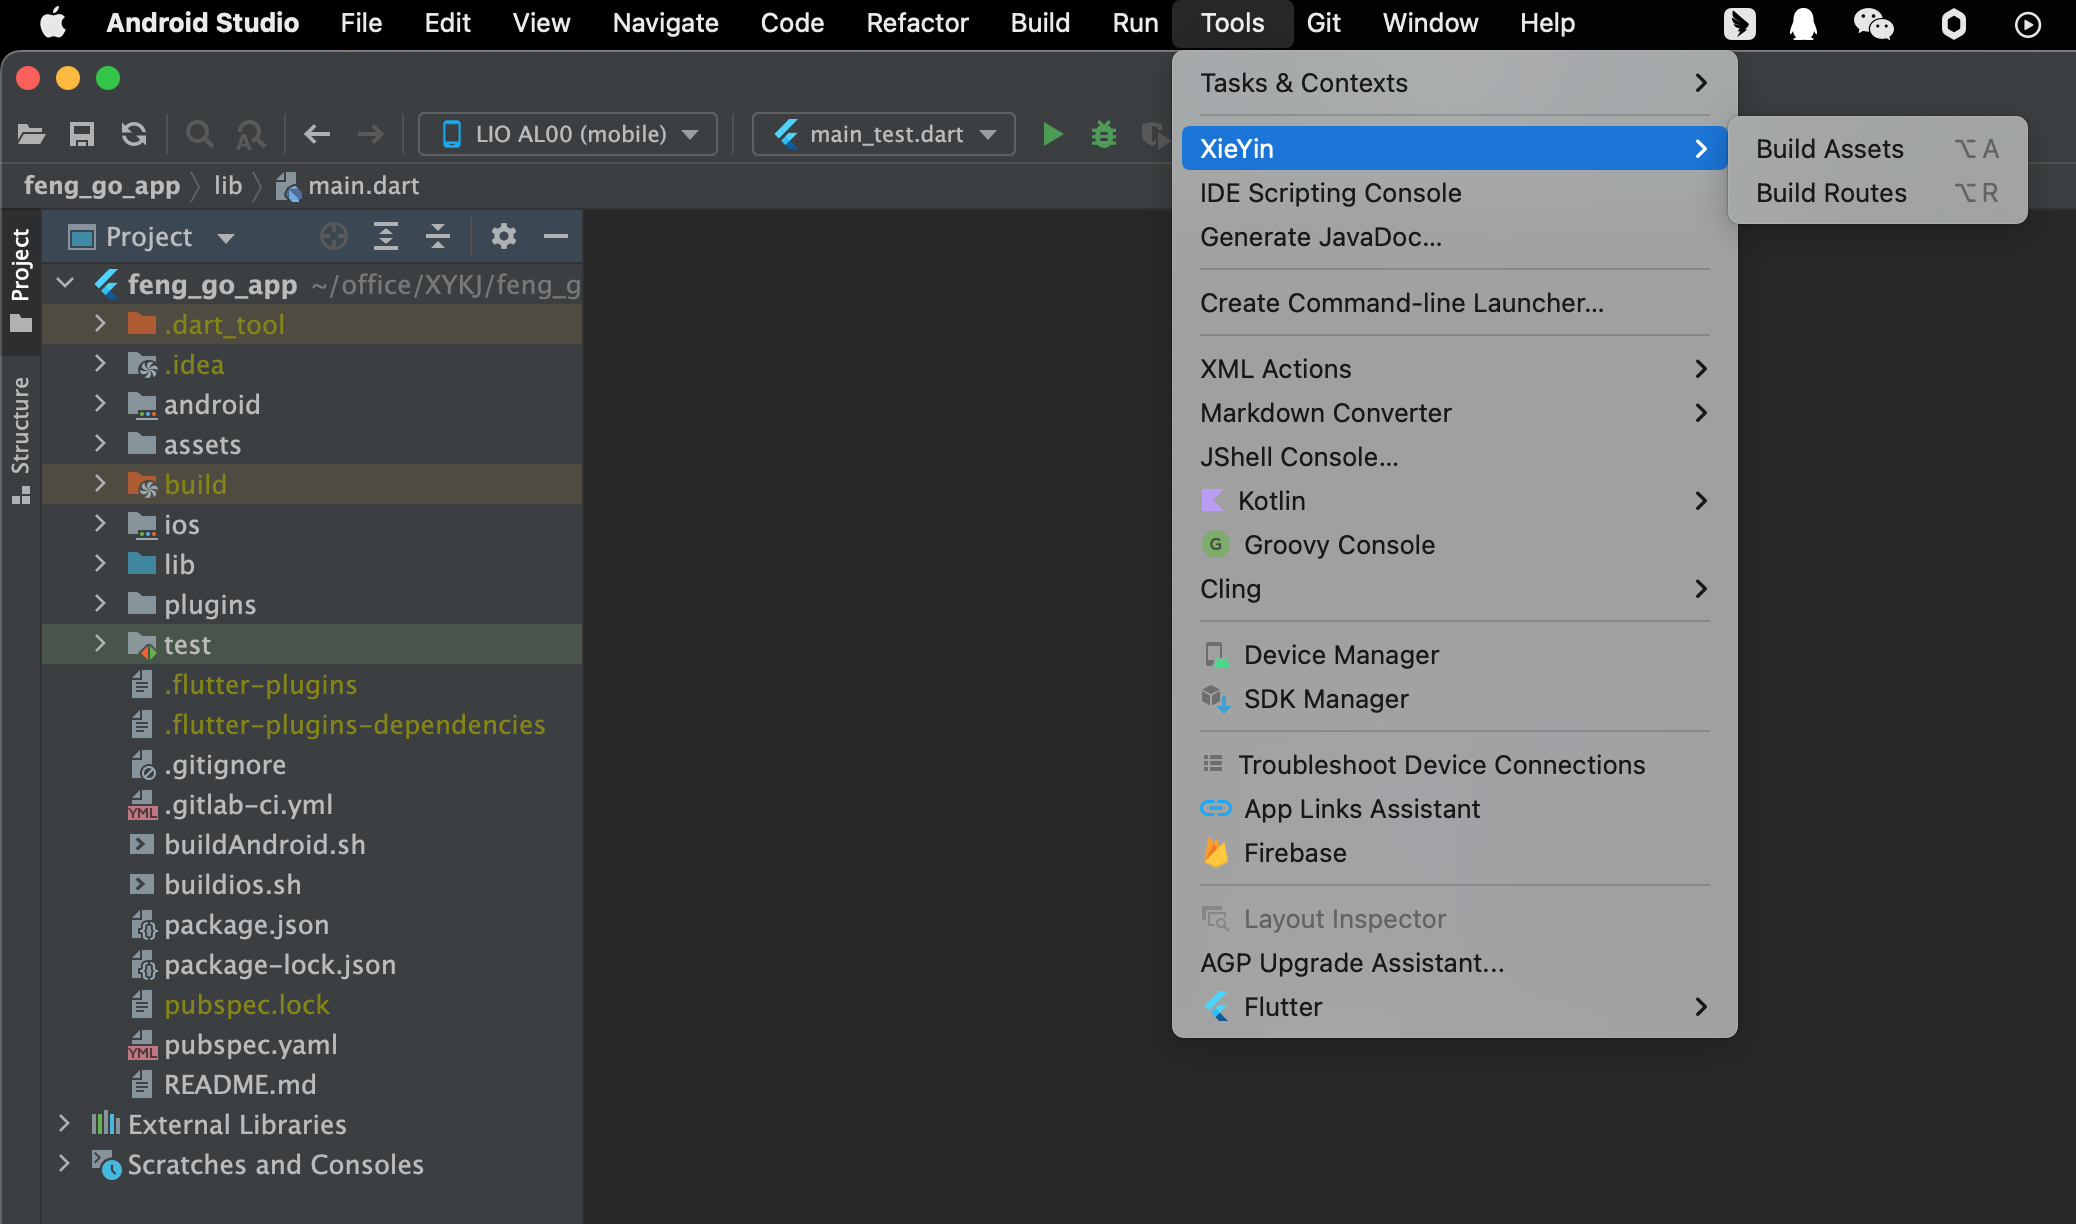 Android Studio File Edit View Navigate Code Refactor Build Run Tools Git Window Help
LIO AL00 (mobile) main_test.dart
feng_go_app lib main.dart
Project
Project
Structure
feng_go_app ~/office/XYKJ/feng_g
.dart_tool
.idea
android
assets
build
ios
lib
plugins
test
.flutter-plugins
.flutter-plugins-dependencies
.gitignore
YML .gitlab-ci.yml
buildAndroid.sh
buildios.sh
package.json
package-lock.json
pubspec.lock
YML pubspec.yaml
README.md
External Libraries
Scratches and Consoles
Tasks & Contexts
XieYin
IDE Scripting Console
Generate JavaDoc...
Create Command-line Launcher...
XML Actions
Markdown Converter
JShell Console...
Kotlin
G Groovy Console
Cling
Device Manager
SDK Manager
Troubleshoot Device Connections
App Links Assistant
Firebase
Layout Inspector
AGP Upgrade Assistant...
Flutter
Build Assets ⌥ A
Build Routes ⌥ R